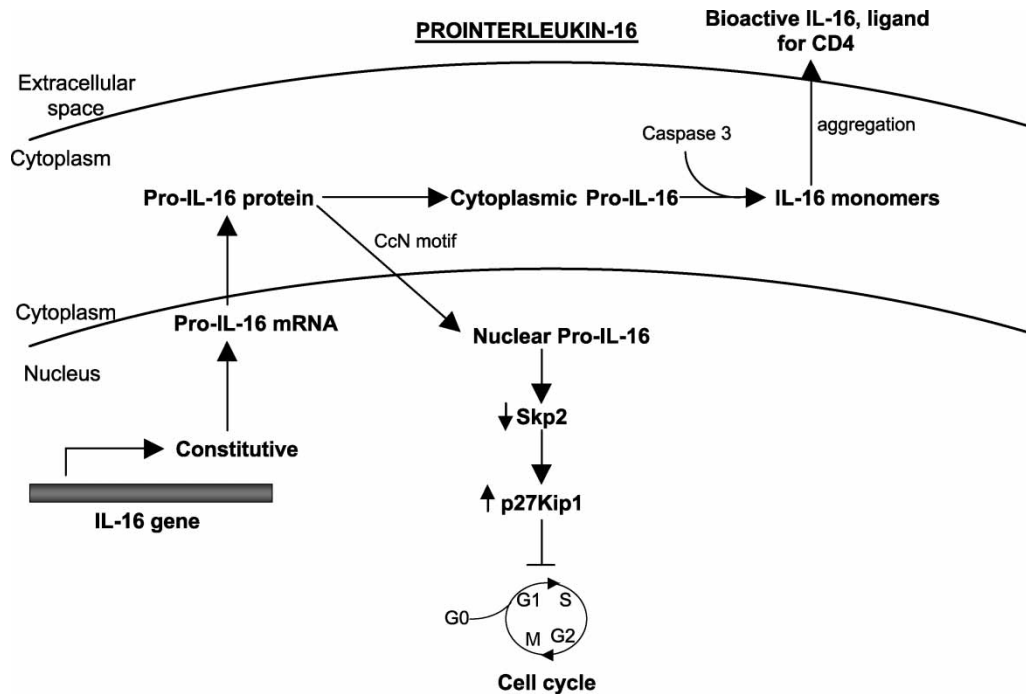 PROINTERLEUKIN-16
Bioactive IL-16, ligand
for CD4
Extracellular
space
Cytoplasm
Caspase 3
aggregation
Pro-IL-16 protein
Cytoplasmic Pro-IL-16
IL-16 monomers
CcN motif
Cytoplasm
Pro-IL-16 mRNA
Nucleus
Nuclear Pro-IL-16
Skp2
Constitutive
p27Kip1
IL-16 gene
G1 S
G0
M G2
Cell cycle